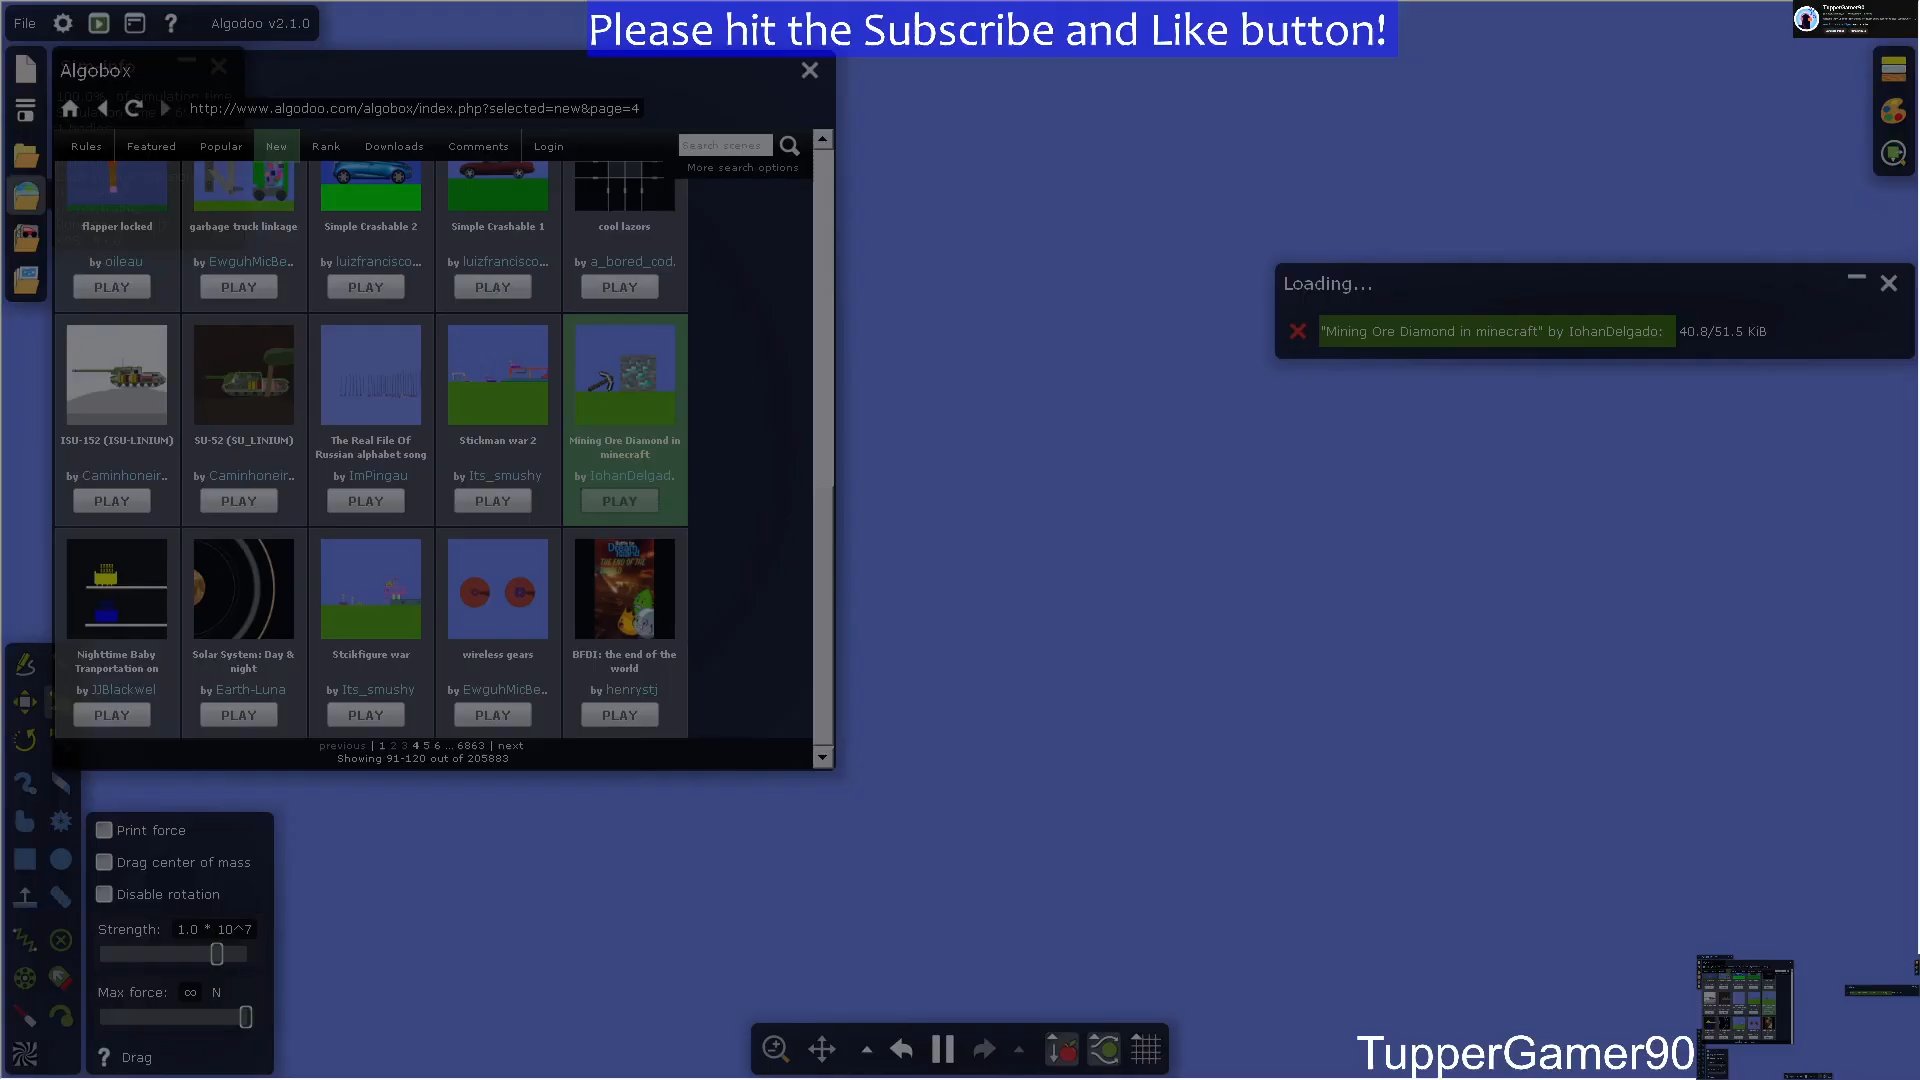 File
Algodoo v2.1.0
Please hit the Subscribe and Like button!
TupperGamer90
Algobox
http://www.algodoo.com/algobox/index.php?selected=new&page=4
Rules Featured Popular New Rank Downloads Comments Login
Search scenes
More search options
flapper locked
garbage truck linkage
Simple Crashable 2
Simple Crashable 1
cool lazors
by oileau
by EwguhMicBe..
by luizfrancisco...
by luizfrancisco...
by a_bored_cod.
PLAY PLAY PLAY PLAY PLAY
Loading...
"Mining Ore Diamond in minecraft" by IohanDelgado: 40.8/51.5 KiB
ISU-152 (ISU-LINIUM)
SU-52 (SU_LINIUM)
The Real File Of
Russian alphabet song
Stickman war 2
Mining Ore Diamond in
minecraft
by Caminhoneir..
by Caminhoneir..
by ImPingau
by Its_smushy
by IohanDelgad.
PLAY PLAY PLAY PLAY PLAY
Nighttime Baby
Tranportation on
Solar System: Day &
night
Stcikfigure war
wireless gears
BFDI: the end of the
world
by JJBlackwel
by Earth-Luna
by Its_smushy
by EwguhMicBe..
by henrystj
PLAY PLAY PLAY PLAY PLAY
previous | 1 2 3 4 5 6 ... 6863 | next
Showing 91-120 out of 205883
Print force
Drag center of mass
Disable rotation
Strength: 1.0 * 10^7
Max force: ∞ N
? Drag
TupperGamer90